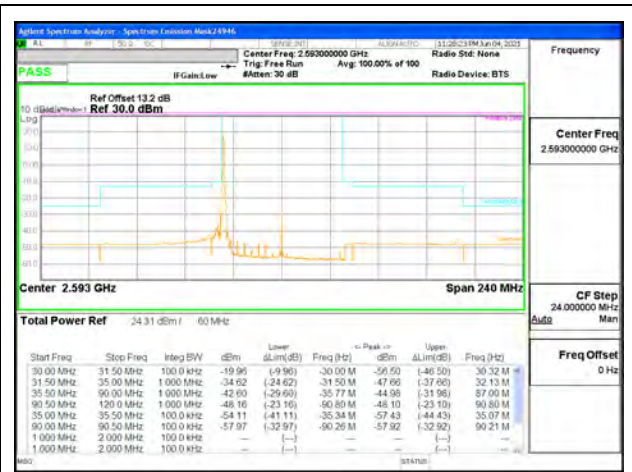 Agilent Spectrum Analyzer - Spectrum Emission Mask24946
RL RF 50 Ω DC SENSE:INT ALIGN AUTO 11:20:23 PM Jun 04, 2021
Center Freq: 2.593000000 GHz Radio Std: None Frequency
Trig: Free Run Avg: 100.00% of 100
PASS IFGain:Low #Atten: 30 dB Radio Device: BTS
Ref Offset 13.2 dB
10 dB Ref 30.0 dBm
Log
Center Freq
2.593000000 GHz
Center 2.593 GHz Span 240 MHz
CF Step
24.000000 MHz
Auto Man
Total Power Ref 24.31 dBm / 60 MHz
Lower <- Peak -> Upper
Start Freq Stop Freq Integ BW dBm ΔLim(dB) Freq (Hz) dBm ΔLim(dB) Freq (Hz)
Freq Offset
0 Hz
30.00 MHz 31.50 MHz 100.0 kHz -19.96 (-9.96) -30.00 M -56.50 (-46.50) 30.32 M
31.50 MHz 35.00 MHz 1.000 MHz -34.62 (-24.62) -31.50 M -47.66 (-37.66) 32.13 M
35.50 MHz 90.00 MHz 1.000 MHz -42.60 (-29.60) -35.77 M -44.98 (-31.98) 87.00 M
90.50 MHz 120.0 MHz 1.000 MHz -48.16 (-23.16) -90.80 M -48.10 (-23.10) 90.80 M
35.00 MHz 35.50 MHz 100.0 kHz -54.11 (-41.11) -35.34 M -57.43 (-44.43) 35.07 M
90.00 MHz 90.50 MHz 100.0 kHz -57.97 (-32.97) -90.26 M -57.92 (-32.92) 90.21 M
1.000 MHz 2.000 MHz 100.0 kHz --- (---) --- (---)
1.000 MHz 2.000 MHz 100.0 kHz --- (---) --- (---)
MSG STATUS